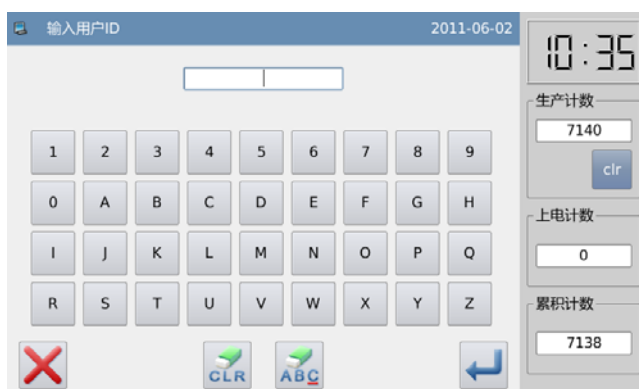 输入用户ID
2011-06-02
10:35
生产计数
7140
clr
上电计数
0
累积计数
7138
1 2 3 4 5 6 7 8 9
0 A B C D E F G H
I J K L M N O P Q
R S T U V W X Y Z
CLR
ABC